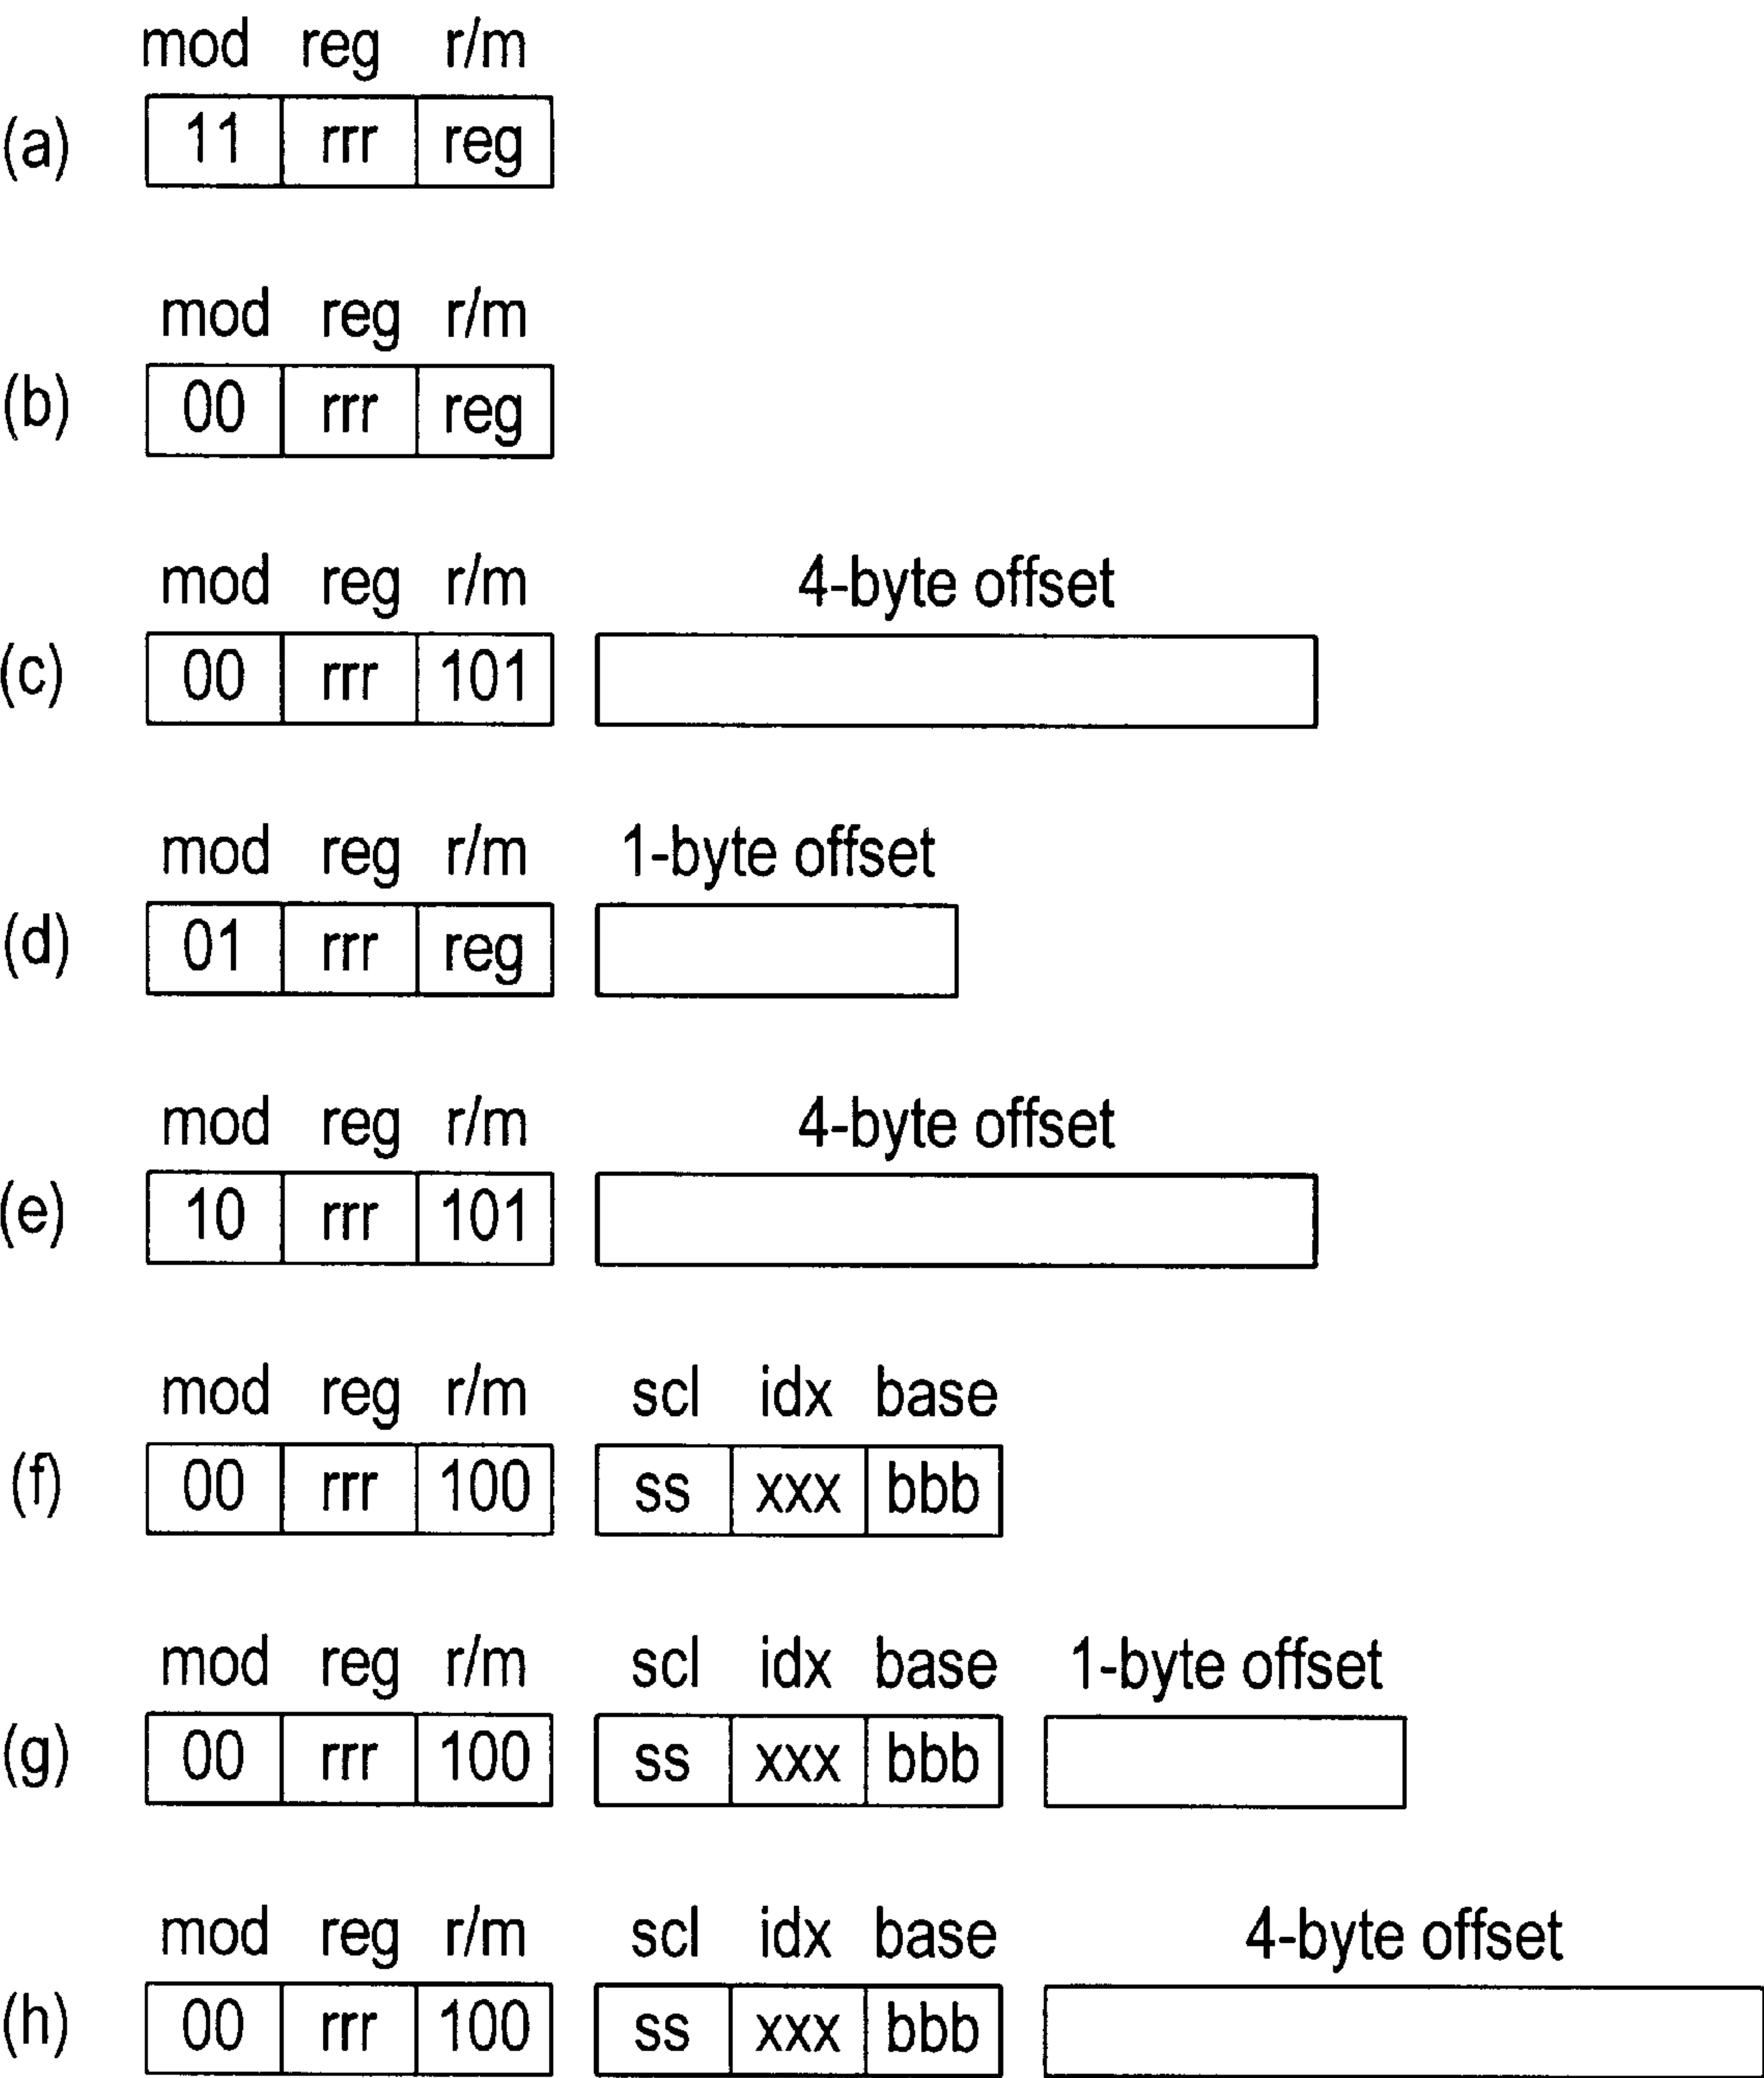 mod reg r/m
(a) 11 rrr reg
mod reg r/m
(b) 00 rrr reg
mod reg r/m 4-byte offset
(c) 00 rrr 101
mod reg r/m 1-byte offset
(d) 01 rrr reg
mod reg r/m 4-byte offset
(e) 10 rrr 101
mod reg r/m scl idx base
(f) 00 rrr 100 ss xxx bbb
mod reg r/m scl idx base 1-byte offset
(g) 00 rrr 100 ss xxx bbb
mod reg r/m scl idx base 4-byte offset
(h) 00 rrr 100 ss xxx bbb